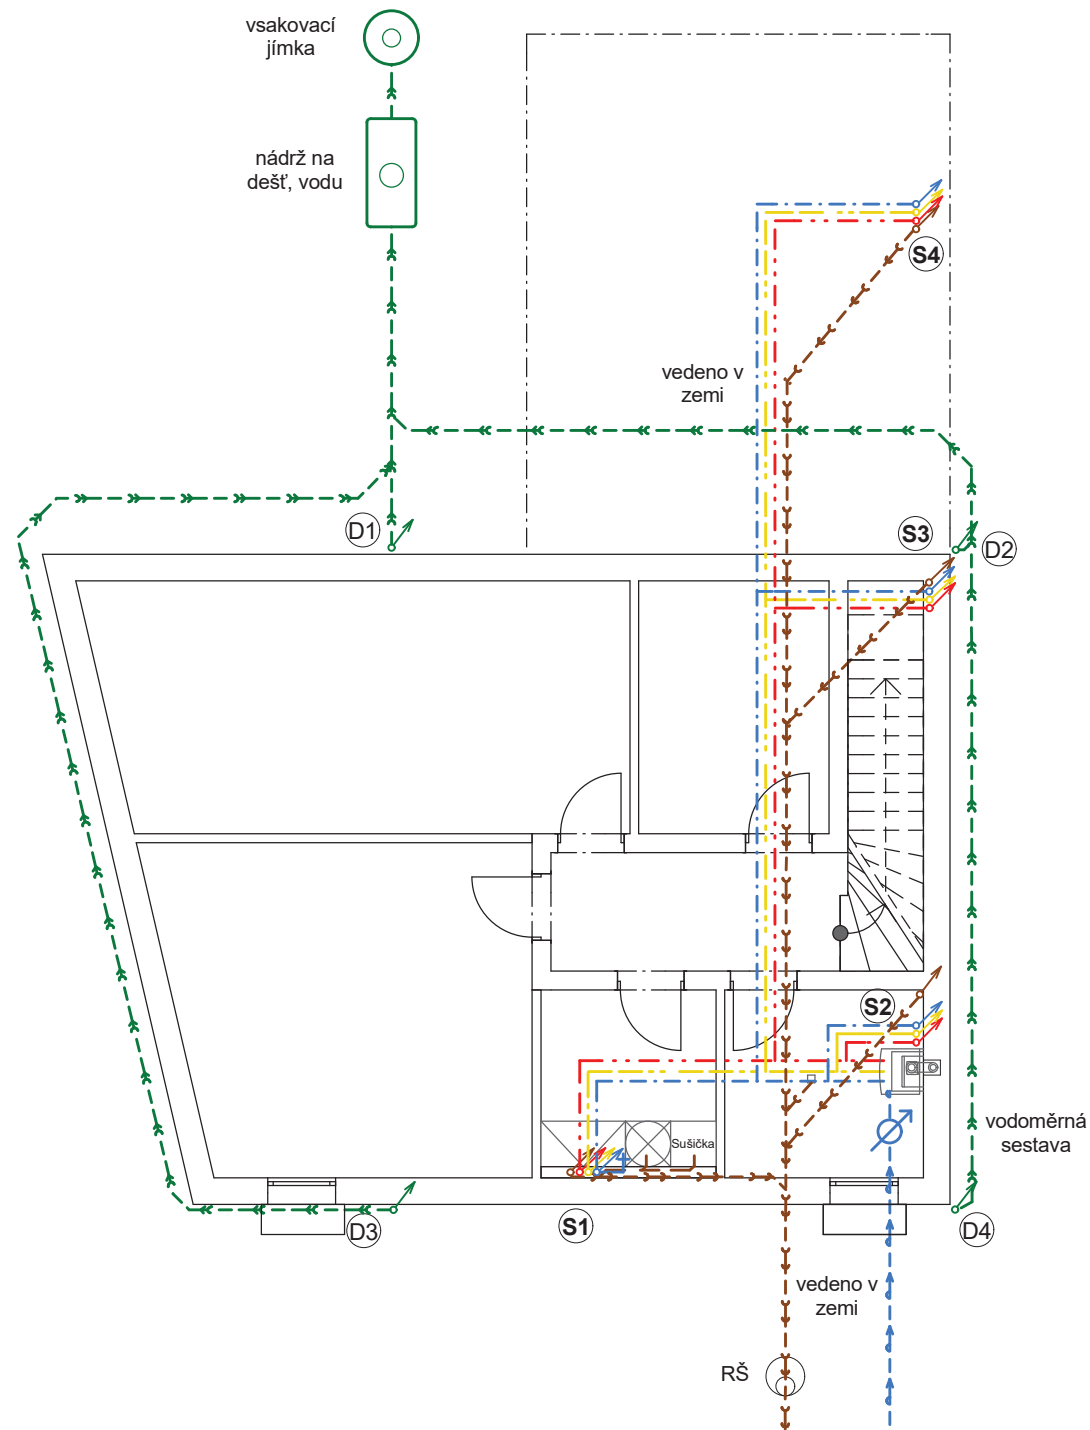 vsakovací
jímka
nádrž na
dešť, vodu
S4
vedeno v
zemi
D1
S3
D2
S2
Sušička
vodoměrná
sestava
D3
S1
D4
vedeno v
zemi
RŠ